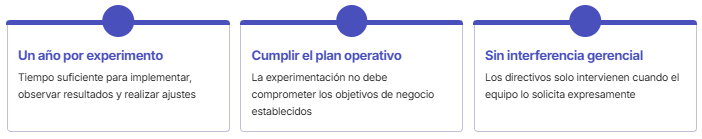 Un año por experimento
Tiempo suficiente para implementar,
observar resultados y realizar ajustes
Cumplir el plan operativo
La experimentación no debe
comprometer los objetivos de negocio
establecidos
Sin interferencia gerencial
Los directivos solo intervienen cuando el
equipo lo solicita expresamente